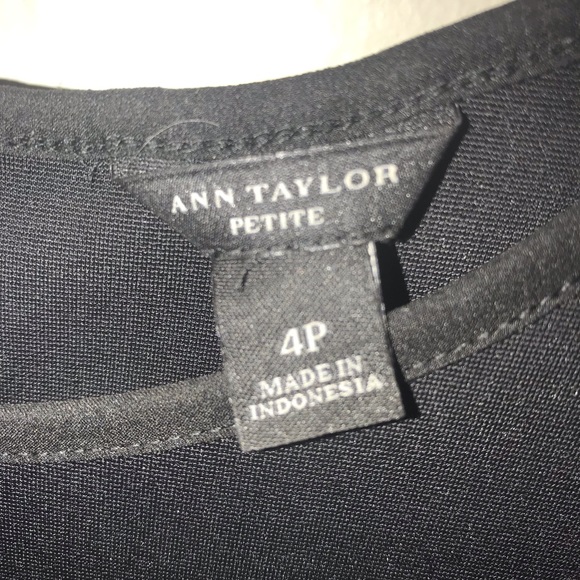 ANN TAYLOR
PETITE
4P
MADE IN
INDONESIA